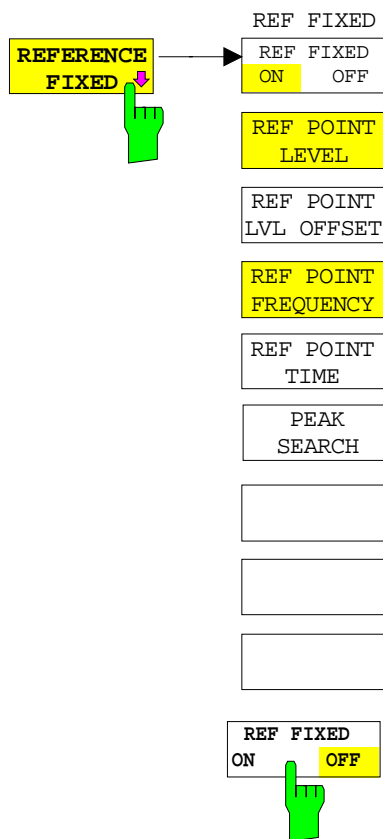 REF FIXED
REFERENCE
FIXED
REF FIXED
ON OFF
REF POINT
LEVEL
REF POINT
LVL OFFSET
REF POINT
FREQUENCY
REF POINT
TIME
PEAK
SEARCH
REF FIXED
ON OFF